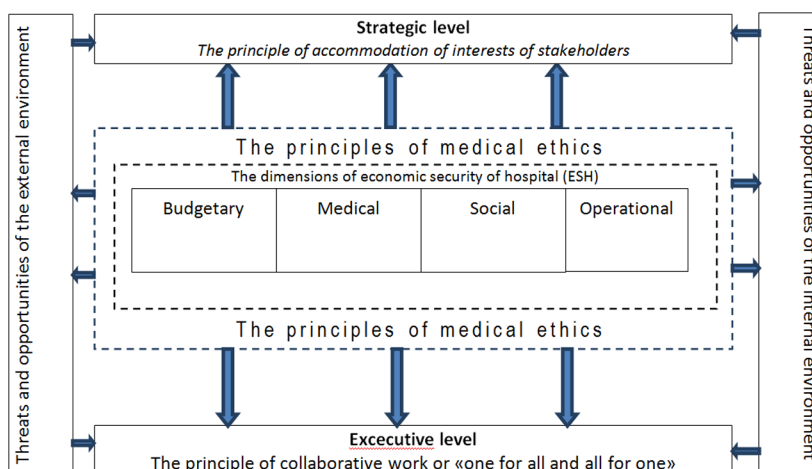 Strategic level
The principle of accommodation of interests of stakeholders
Threats and opportunities of the external environment
The principles of medical ethics
The dimensions of economic security of hospital (ESH)
Budgetary
Medical
Social
Operational
The principles of medical ethics
Threats and opportunities of the internal environment
Excecutive level
The principle of collaborative work or «one for all and all for one»